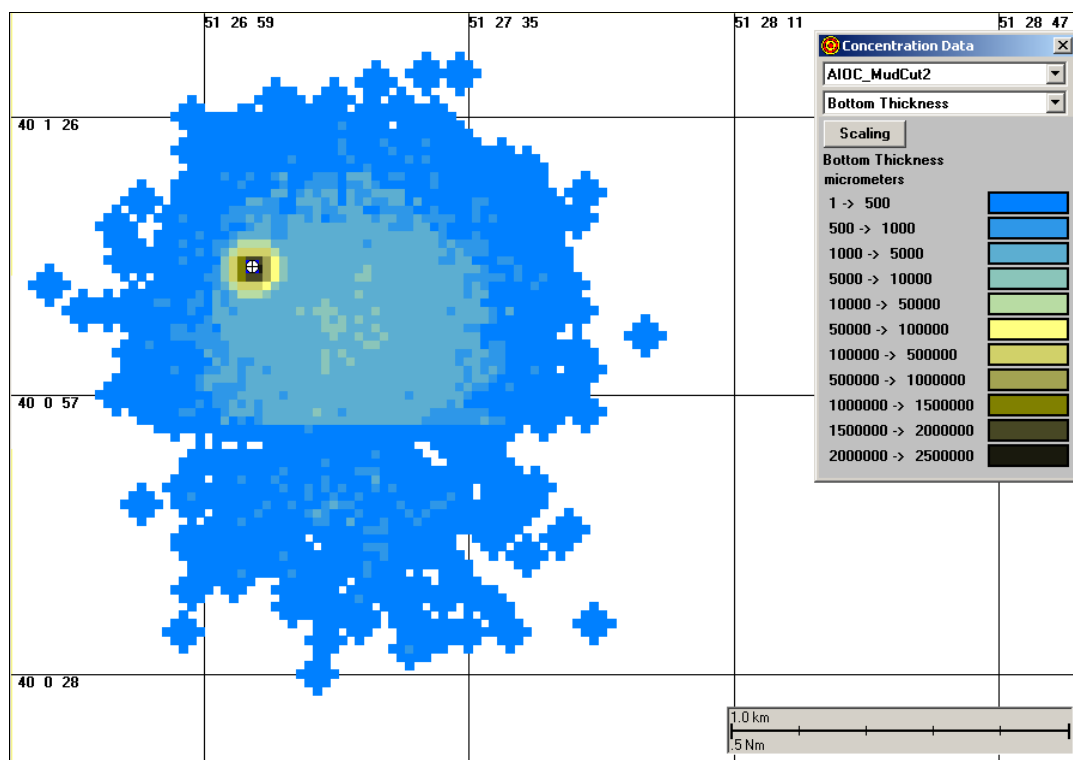 51 26 59
51 27 35
51 28 11
51 28 47
40 1 26
40 0 57
40 0 28
Concentration Data
AIOC_MudCut2
Bottom Thickness
Scaling
Bottom Thickness
micrometers
1 -> 500
500 -> 1000
1000 -> 5000
5000 -> 10000
10000 -> 50000
50000 -> 100000
100000 -> 500000
500000 -> 1000000
1000000 -> 1500000
1500000 -> 2000000
2000000 -> 2500000
1.0 km
.5 Nm